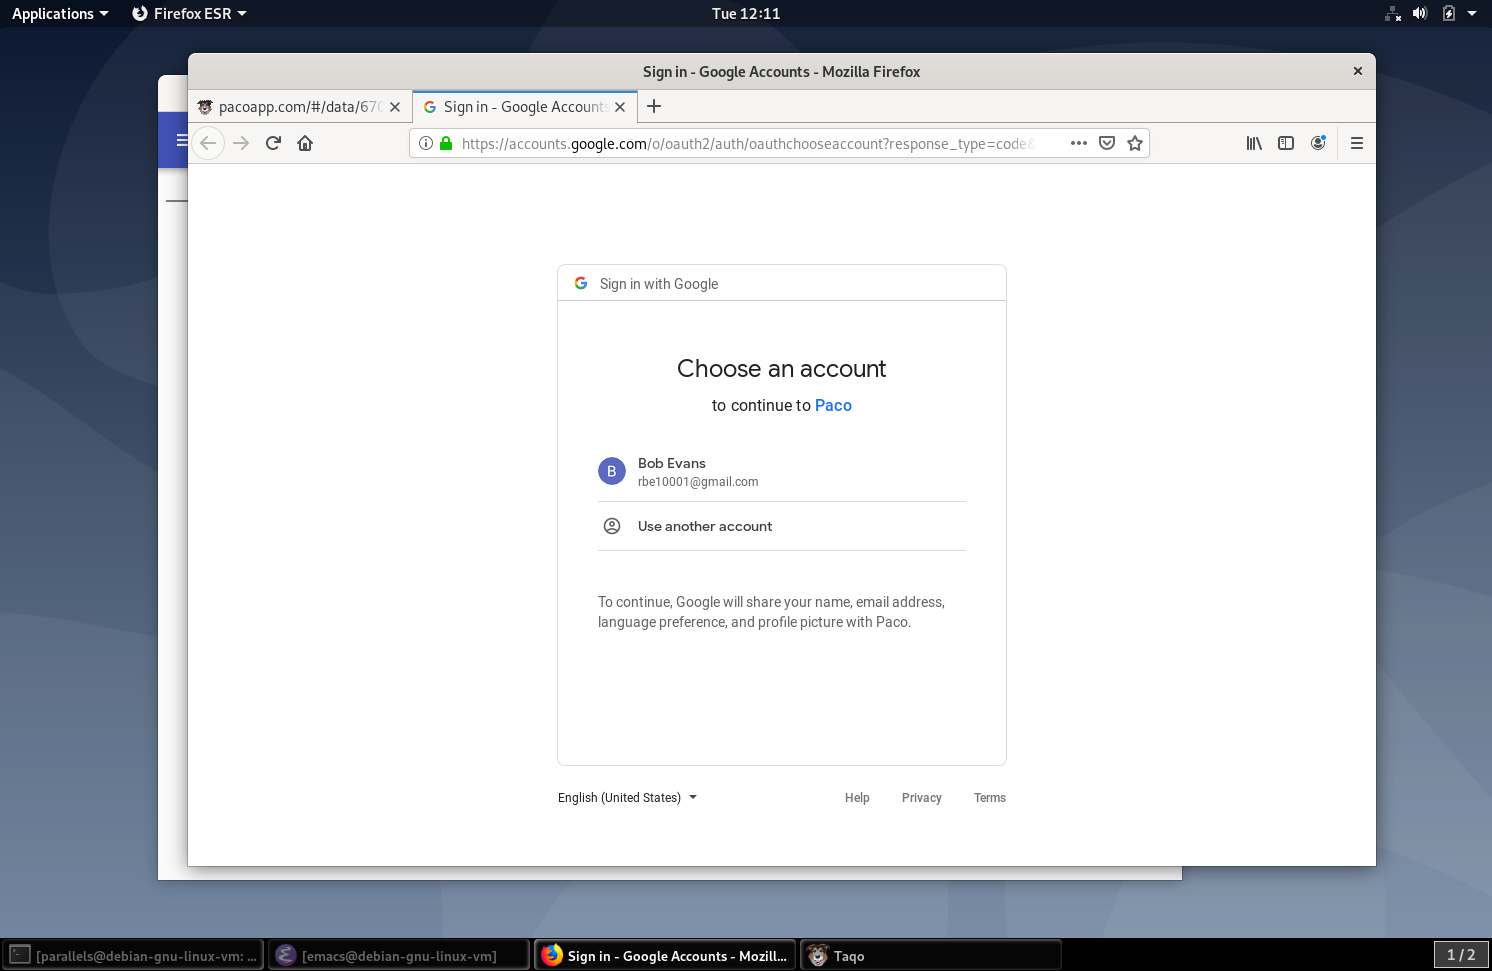 Applications
Firefox ESR
Tue 12:11
Sign in - Google Accounts - Mozilla Firefox
pacoapp.com/#/data/670
Sign in - Google Accounts
https://accounts.google.com/o/oauth2/auth/oauthchooseaccount?response_type=code&
Sign in with Google
Choose an account
to continue to Paco
B
Bob Evans
rbe10001@gmail.com
Use another account
To continue, Google will share your name, email address,
language preference, and profile picture with Paco.
English (United States)
Help
Privacy
Terms
[parallels@debian-gnu-linux-vm: ...
[emacs@debian-gnu-linux-vm]
Sign in - Google Accounts - Mozill...
Taqo
1 / 2